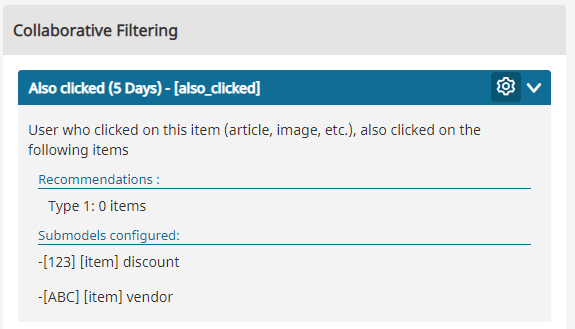 Collaborative Filtering
Also clicked (5 Days) - [also_clicked]
User who clicked on this item (article, image, etc.), also clicked on the
following items
Recommendations :
Type 1: 0 items
Submodels configured:
-[123] [item] discount
-[ABC] [item] vendor